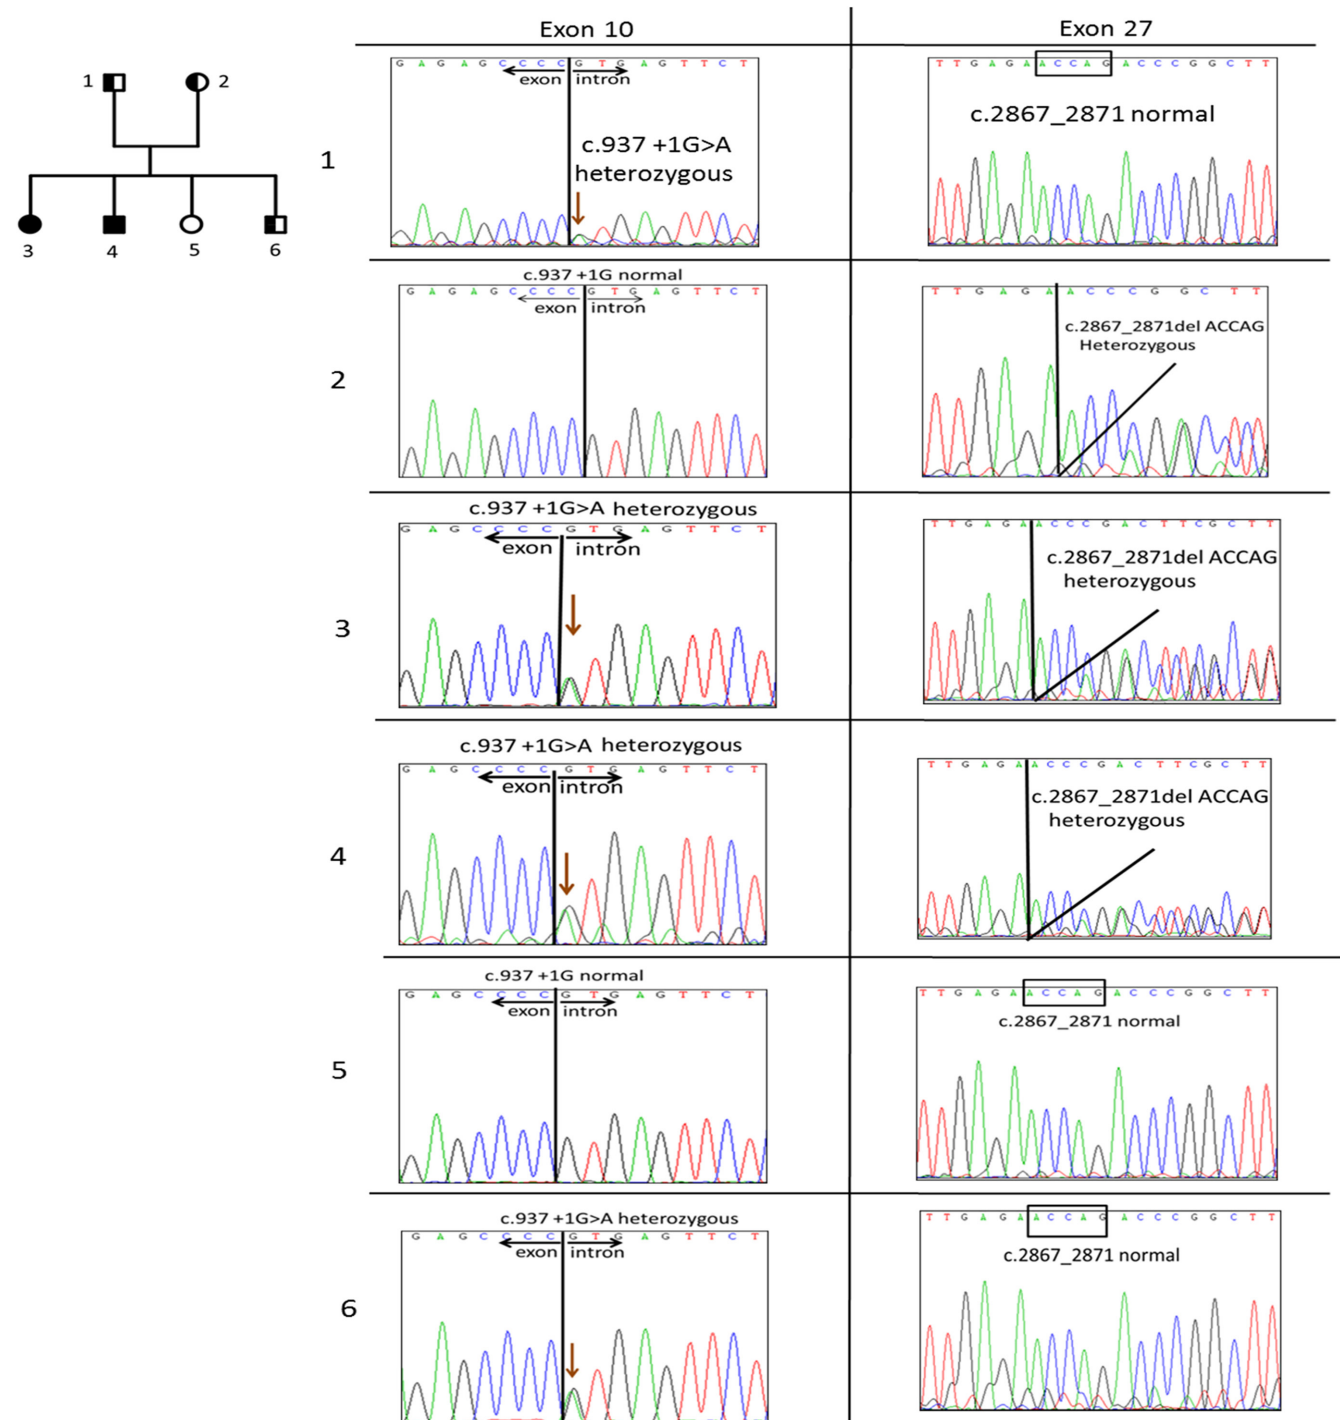 Exon 10 Exon 27
1 2
3 4 5 6
1
G A G A G C C C C G T G A G T T C T
exon intron
c.937 +1G>A
heterozygous
T T G A G A A C C A G A C C C G G C T T
c.2867_2871 normal
2
c.937 +1G normal
G A G A G C C C C G T G A G T T C T
exon intron
T T G A G A A C C C G G C T T
c.2867_2871del ACCAG
Heterozygous
3
c.937 +1G>A heterozygous
G A G C C C C G T G A G T T C T
exon intron
T T G A G A A C C C G A C T T C G C T T
c.2867_2871del ACCAG
heterozygous
4
c.937 +1G>A heterozygous
G A G C C C C G T G A G T T C T
exon intron
T T G A G A A C C C G A C T T C G C T T
c.2867_2871del ACCAG
heterozygous
5
c.937 +1G normal
G A G C C C C G T G A G T T C T
exon intron
T T G A G A A C C A G A C C C G G C T T
c.2867_2871 normal
6
c.937 +1G>A heterozygous
G A G C C C C G T G A G T T C T
exon intron
T T G A G A A C C A G A C C C G G C T T
c.2867_2871 normal